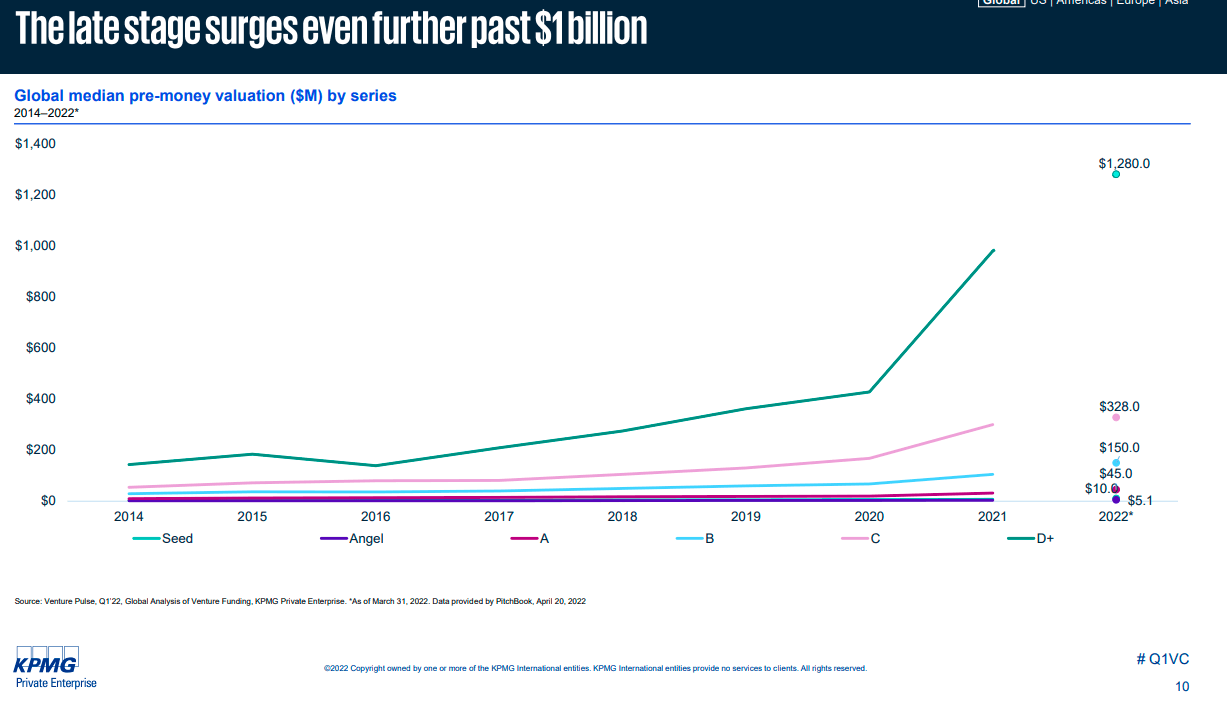 Global US | Americas | Europe | Asia
The late stage surges even further past $1 billion
Global median pre-money valuation ($M) by series
2014–2022*
$1,400
$1,280.0
$1,200
$1,000
$800
$600
$400
$328.0
$200
$150.0
$45.0
$10.0
$0
$5.1
2014 2015 2016 2017 2018 2019 2020 2021 2022*
Seed Angel A B C D+
Source: Venture Pulse, Q1'22, Global Analysis of Venture Funding, KPMG Private Enterprise. *As of March 31, 2022. Data provided by PitchBook, April 20, 2022
KPMG
Private Enterprise
©2022 Copyright owned by one or more of the KPMG International entities. KPMG International entities provide no services to clients. All rights reserved.
# Q1VC
10